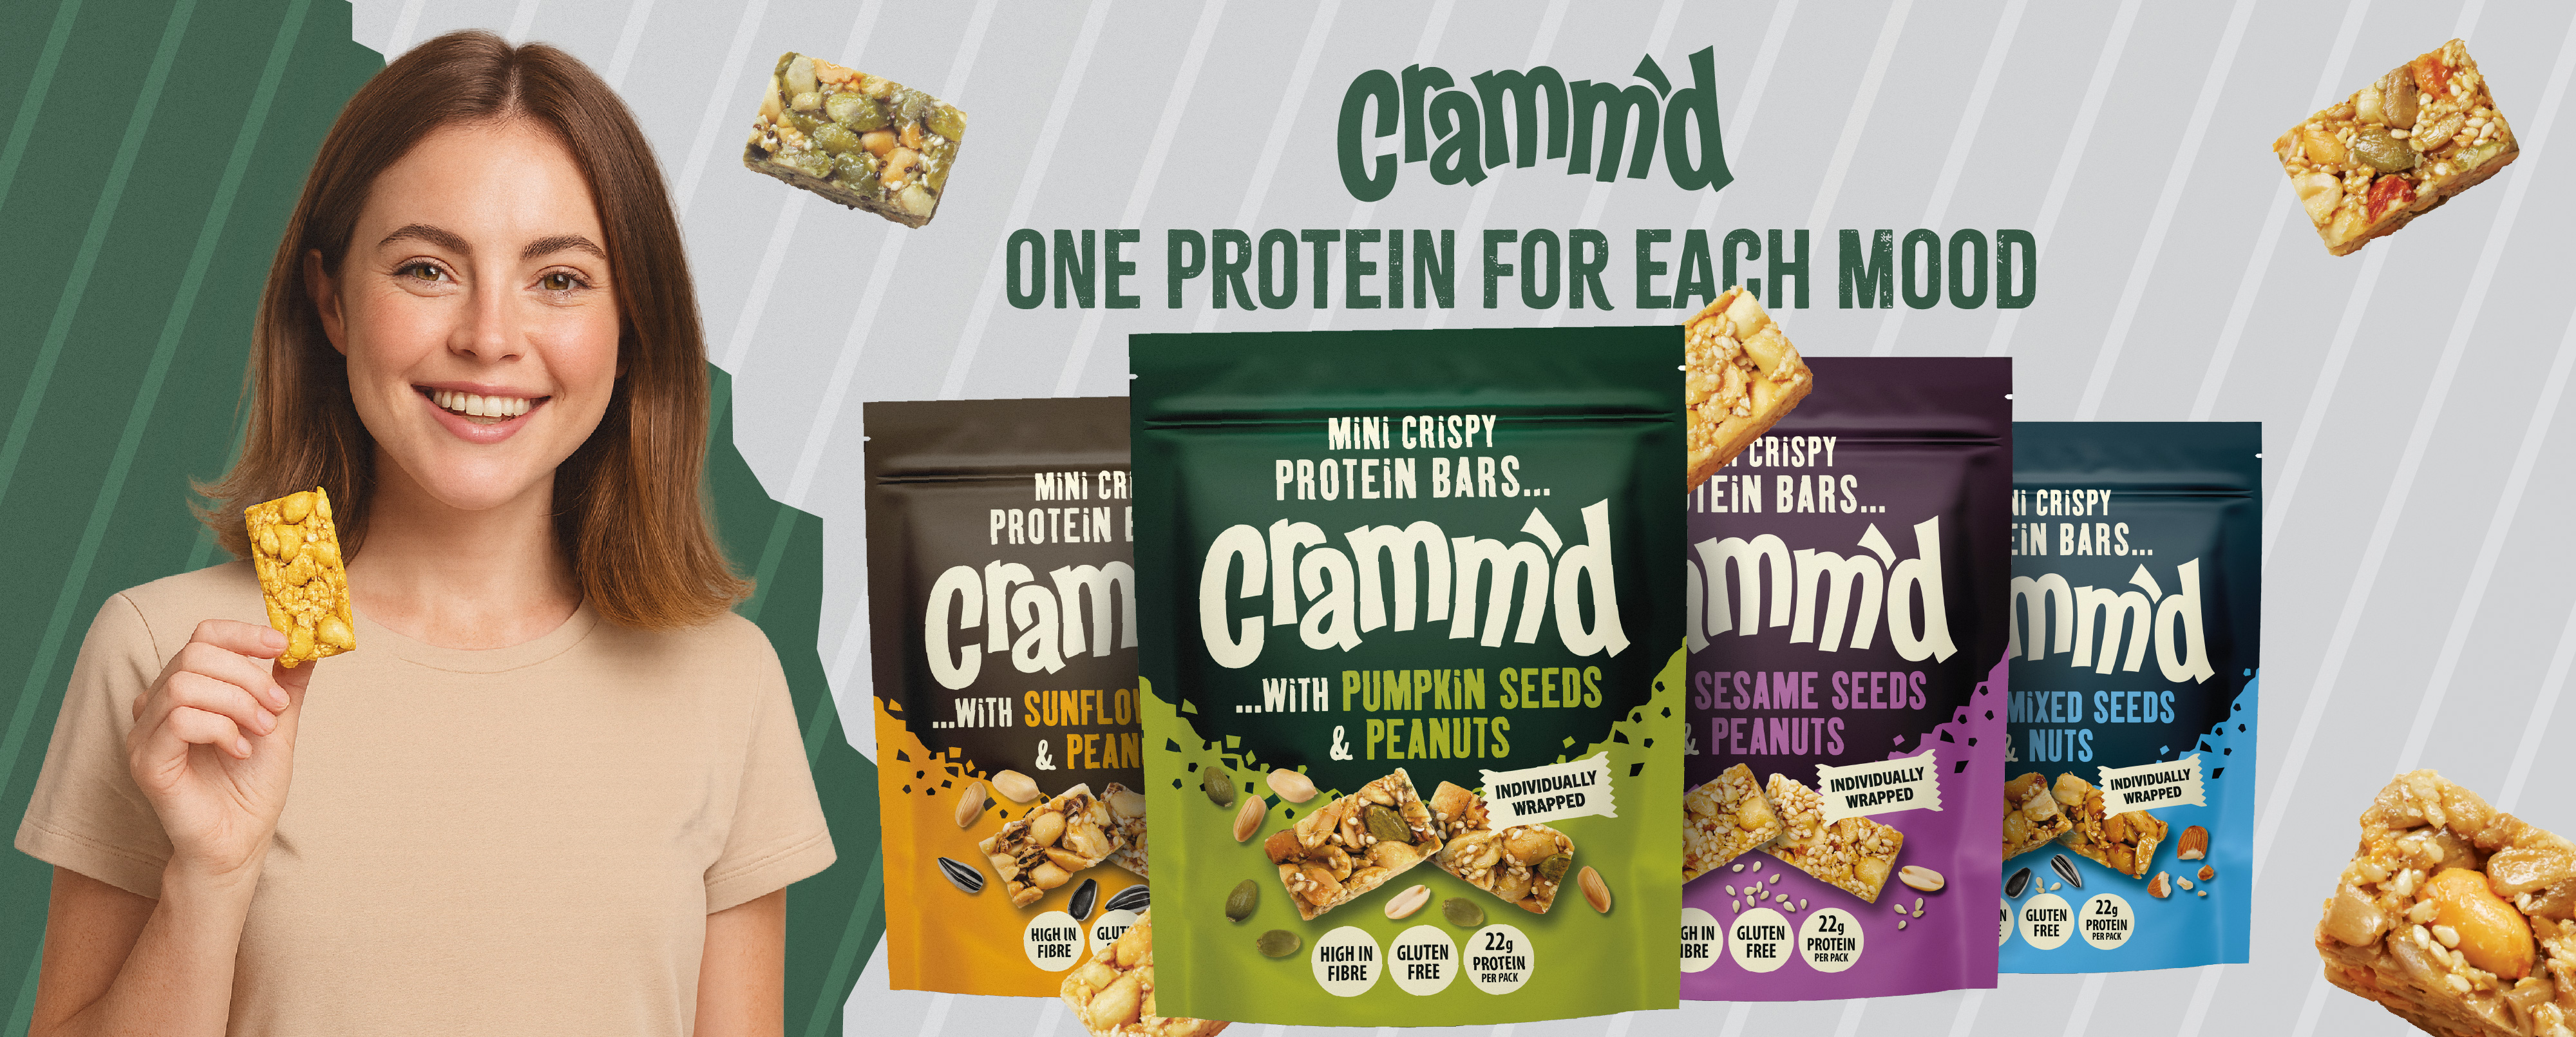 cramm'd
ONE PROTEIN FOR EACH MOOD
MINI
PROTEIN
...WITH
&
HIGH IN
FIBRE
MINI CRISPY
PROTEIN BARS...
cramm'd
...WITH PUMPKIN SEEDS
& PEANUTS
INDIVIDUALLY
WRAPPED
HIGH IN
FIBRE
GLUTEN
FREE
22g
PROTEIN
PER PACK
CRISPY
BARS...
SESAME SEEDS
& PEANUTS
INDIVIDUALLY
WRAPPED
GLUTEN
FREE
22g
PROTEIN
PER PACK
CRISPY
BARS...
MIXED SEEDS
& NUTS
INDIVIDUALLY
WRAPPED
GLUTEN
FREE
22g
PROTEIN
PER PACK